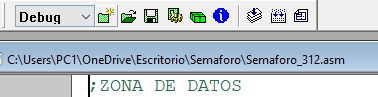 Debug
C:\Users\PC1\OneDrive\Escritorio\Semaforo\Semaforo_312.asm
;ZONA DE DATOS